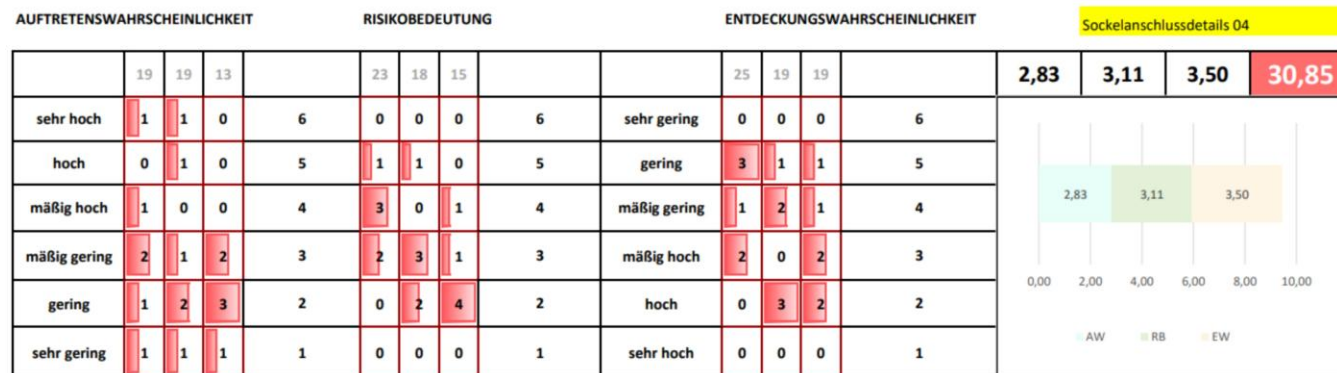 AUFTRETENSWAHRSCHEINLICHKEIT RISIKOBEDEUTUNG ENTDECKUNGSWAHRSCHEINLICHKEIT Sockelanschlussdetails 04
19 19 13 23 18 15 25 19 19 2,83 3,11 3,50 30,85
sehr hoch 1 1 0 6 0 0 0 6 sehr gering 0 0 0 6
hoch 0 1 0 5 1 1 0 5 gering 3 1 1 5
mäßig hoch 1 0 0 4 3 0 1 4 mäßig gering 1 2 1 4
mäßig gering 2 1 2 3 2 3 1 3 mäßig hoch 2 0 2 3
gering 1 2 3 2 0 2 4 2 hoch 0 3 2 2
sehr gering 1 1 1 1 0 0 0 1 sehr hoch 0 0 0 1
2,83 3,11 3,50
0,00 2,00 4,00 6,00 8,00 10,00
AW RB EW